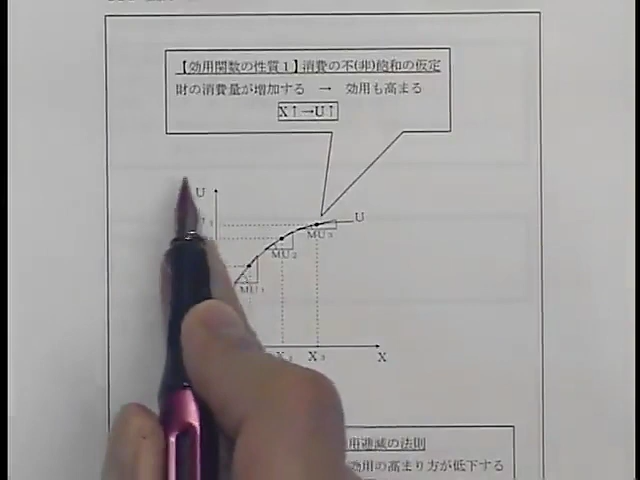 【効用関数の性質1】消費の不(非)飽和の仮定
財の消費量が増加する → 効用も高まる
X↑→U↑
U
U
MU3
MU2
MU1
X3
X
用逓減の法則
効用の高まり方が低下する